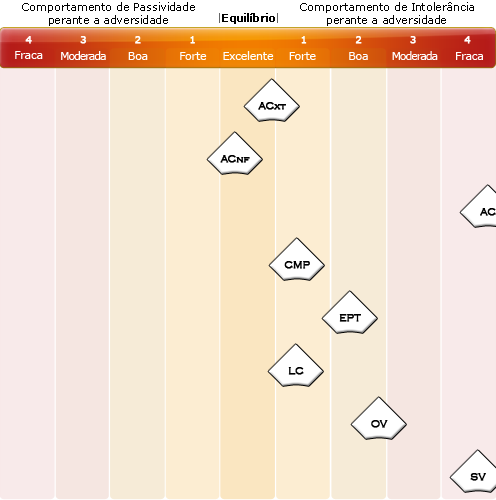 Comportamento de Passividade
perante a adversidade
|Equilíbrio|
Comportamento de Intolerância
perante a adversidade
4 3 2 1 1 2 3 4
Fraca Moderada Boa Forte Excelente Forte Boa Moderada Fraca
ACXT
ACNF
AC
CMP
EPT
LC
OV
SV